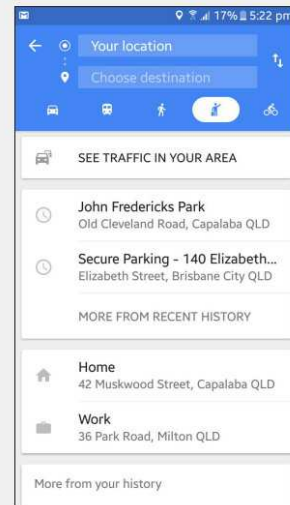 17% 5:22 pm
Your location
Choose destination
SEE TRAFFIC IN YOUR AREA
John Fredericks Park
Old Cleveland Road, Capalaba QLD
Secure Parking - 140 Elizabeth...
Elizabeth Street, Brisbane City QLD
MORE FROM RECENT HISTORY
Home
42 Muskwood Street, Capalaba QLD
Work
36 Park Road, Milton QLD
More from your history